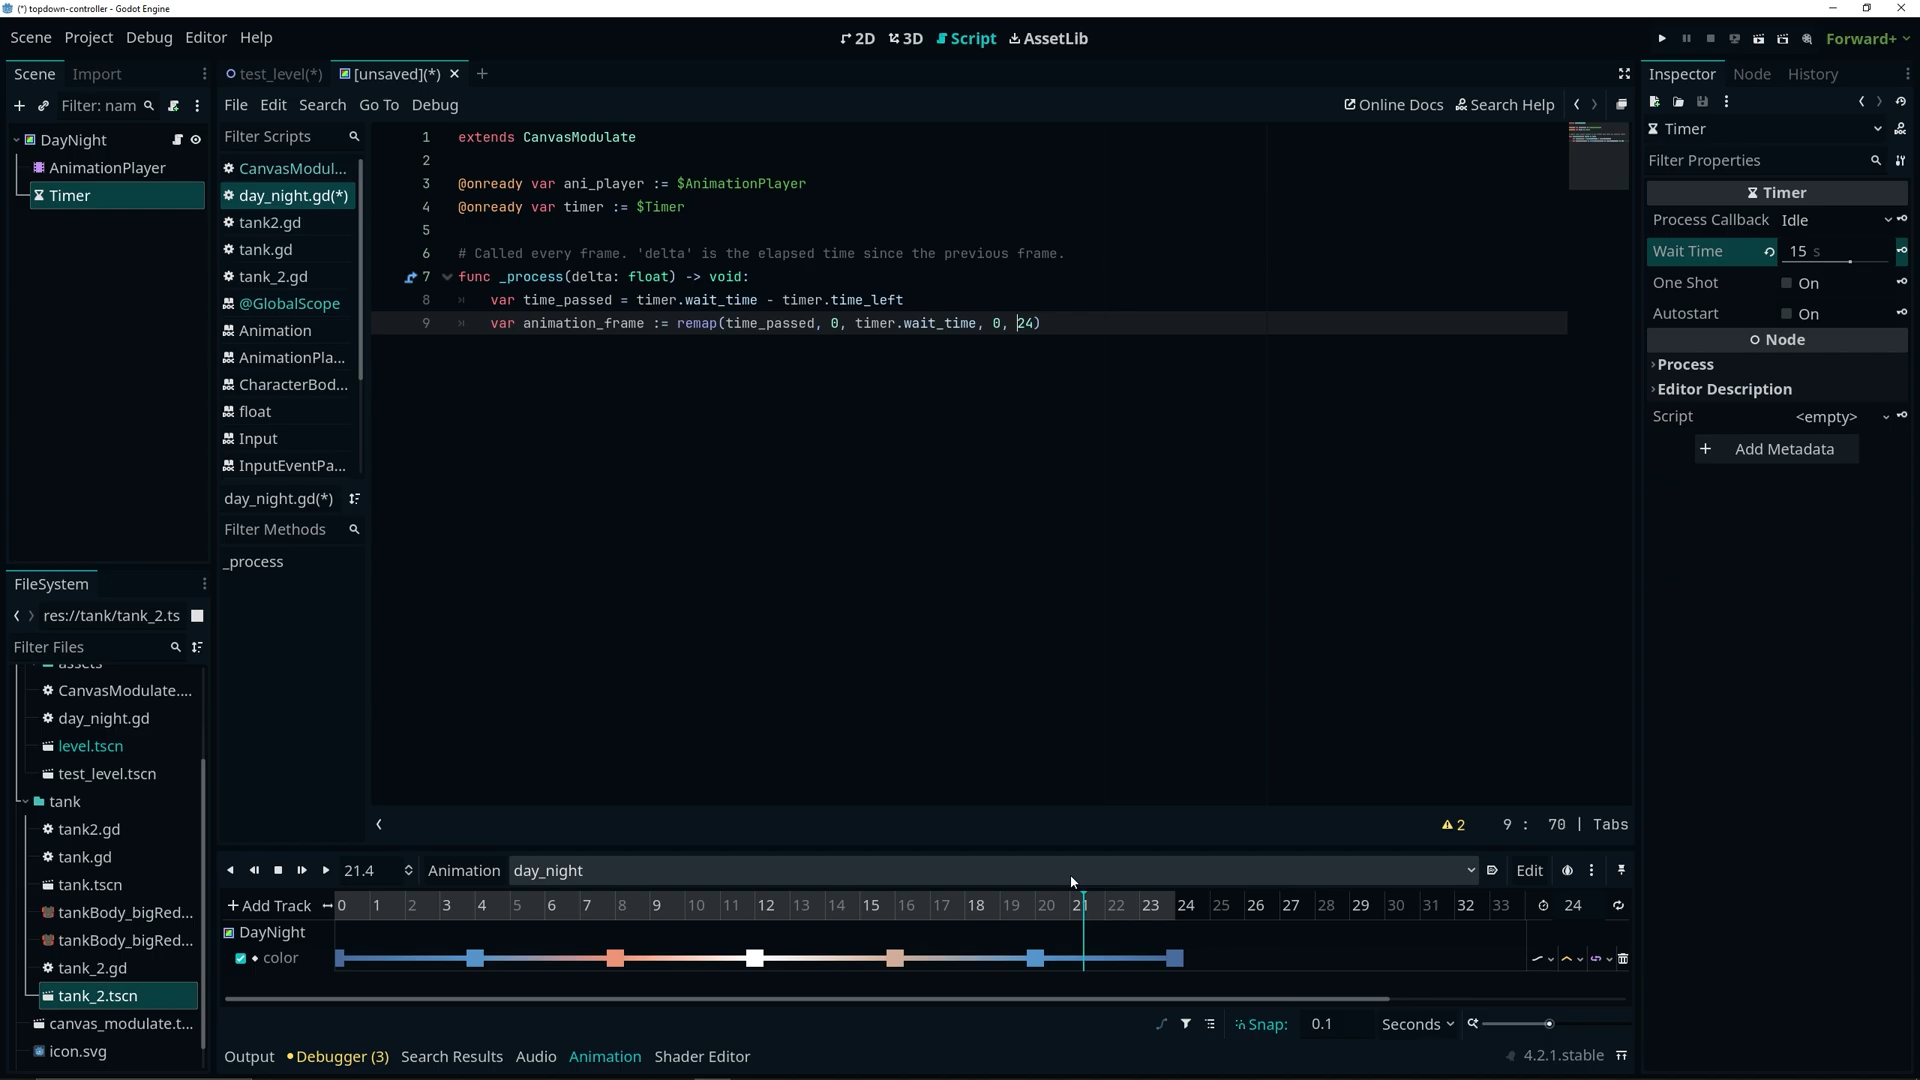 (*) topdown-controller - Godot Engine
Scene Project Debug Editor Help
2D 3D Script AssetLib
Forward+
Scene Import
Filter: nam
DayNight
AnimationPlayer
Timer
test_level(*) [unsaved](*)
File Edit Search Go To Debug
Online Docs Search Help
Filter Scripts
CanvasModul...
day_night.gd(*)
tank2.gd
tank.gd
tank_2.gd
@GlobalScope
Animation
AnimationPla...
CharacterBod...
float
Input
InputEventPa...
day_night.gd(*)
Filter Methods
_process
1 extends CanvasModulate
2
3 @onready var ani_player := $AnimationPlayer
4 @onready var timer := $Timer
5
6 # Called every frame. 'delta' is the elapsed time since the previous frame.
7 func _process(delta: float) -> void:
8 var time_passed = timer.wait_time - timer.time_left
9 var animation_frame := remap(time_passed, 0, timer.wait_time, 0, 24)
2 9 : 70 | Tabs
Inspector Node History
Timer
Filter Properties
Timer
Process Callback Idle
Wait Time 15 s
One Shot On
Autostart On
Node
Process
Editor Description
Script <empty>
Add Metadata
FileSystem
res://tank/tank_2.ts
Filter Files
assets
CanvasModulate....
day_night.gd
level.tscn
test_level.tscn
tank
tank2.gd
tank.gd
tank.tscn
tankBody_bigRed...
tankBody_bigRed...
tank_2.gd
tank_2.tscn
canvas_modulate.t...
icon.svg
21.4 Animation day_night Edit
Add Track 0 1 2 3 4 5 6 7 8 9 10 11 12 13 14 15 16 17 18 19 20 21 22 23 24 25 26 27 28 29 30 31 32 33 24
DayNight
color
Snap: 0.1 Seconds
Output Debugger (3) Search Results Audio Animation Shader Editor
4.2.1.stable